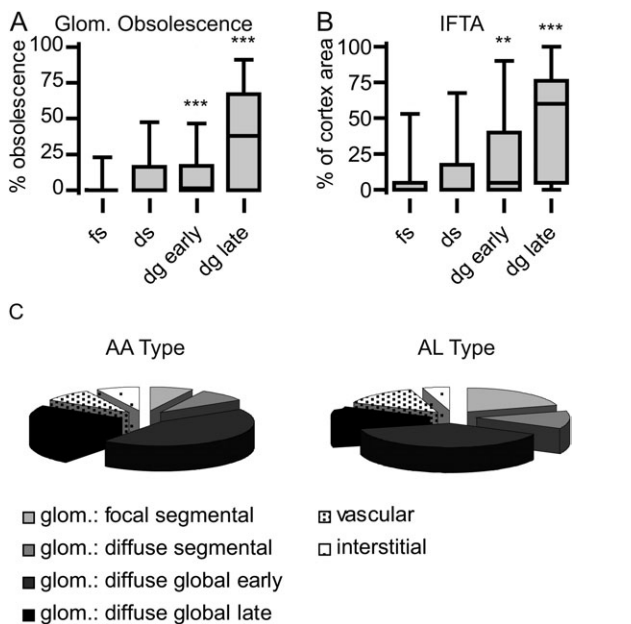 A
Glom. Obsolescence
% obsolescence
100
75
50
25
0
***
***
fs
ds
dg early
dg late
B
IFTA
% of cortex area
100
75
50
25
0
**
***
fs
ds
dg early
dg late
C
AA Type
AL Type
glom.: focal segmental
glom.: diffuse segmental
glom.: diffuse global early
glom.: diffuse global late
vascular
interstitial